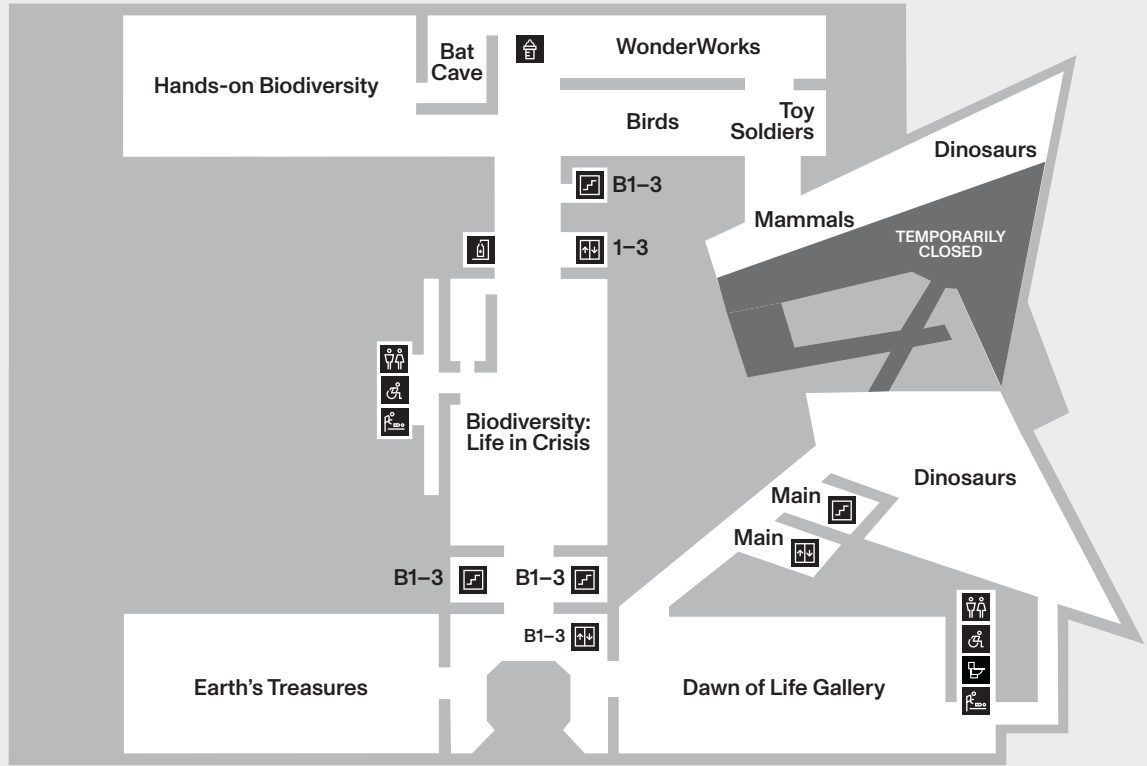 WonderWorks
Bat
Cave
Hands-on Biodiversity
Birds
Toy
Soldiers
Dinosaurs
B1–3
Mammals
TEMPORARILY
CLOSED
1–3
Biodiversity:
Life in Crisis
Dinosaurs
Main
Main
B1–3
B1–3
B1–3
Earth's Treasures
Dawn of Life Gallery